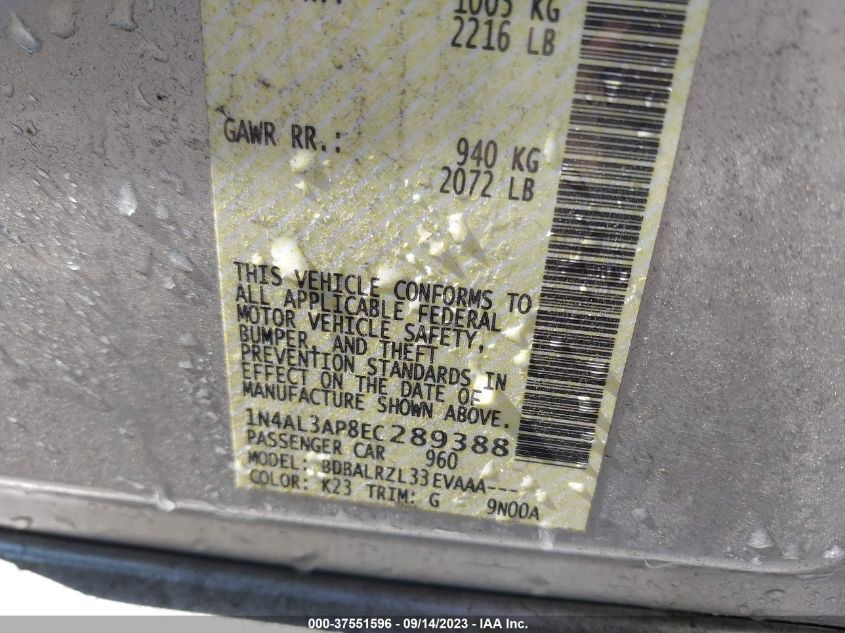 1005 KG
2216 LB
GAWR RR.: 940 KG
2072 LB
THIS VEHICLE CONFORMS TO
ALL APPLICABLE FEDERAL
MOTOR VEHICLE SAFETY,
BUMPER, AND THEFT
PREVENTION STANDARDS IN
EFFECT ON THE DATE OF
MANUFACTURE SHOWN ABOVE.
1N4AL3AP8EC289388
PASSENGER CAR 960
MODEL: BDBALRZL33EVAAA---
COLOR: K23 TRIM: G 9N00A
000-37551596 - 09/14/2023 - IAA Inc.